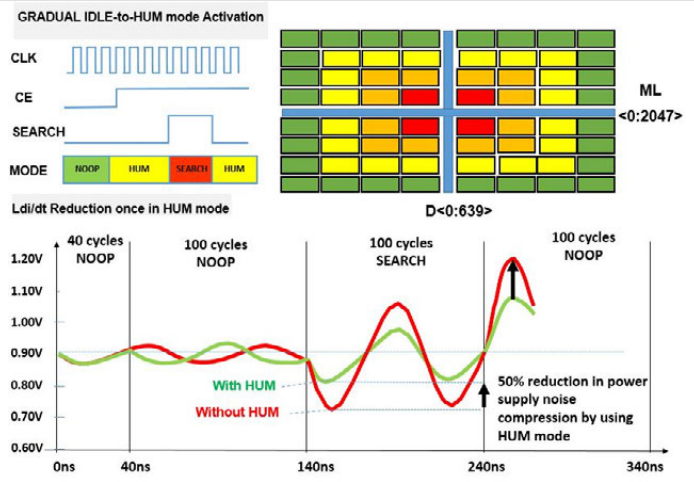 GRADUAL IDLE-to-HUM mode Activation
CLK
CE
SEARCH
MODE
NOOP
HUM
SEARCH
HUM
ML
<0:2047>
D<0:639>
Ldi/dt Reduction once in HUM mode
40 cycles
NOOP
100 cycles
NOOP
100 cycles
SEARCH
100 cycles
NOOP
1.20V
1.10V
1.00V
0.90V
0.80V
0.70V
0.60V
With HUM
Without HUM
50% reduction in power
supply noise
compression by using
HUM mode
0ns
40ns
140ns
240ns
340ns